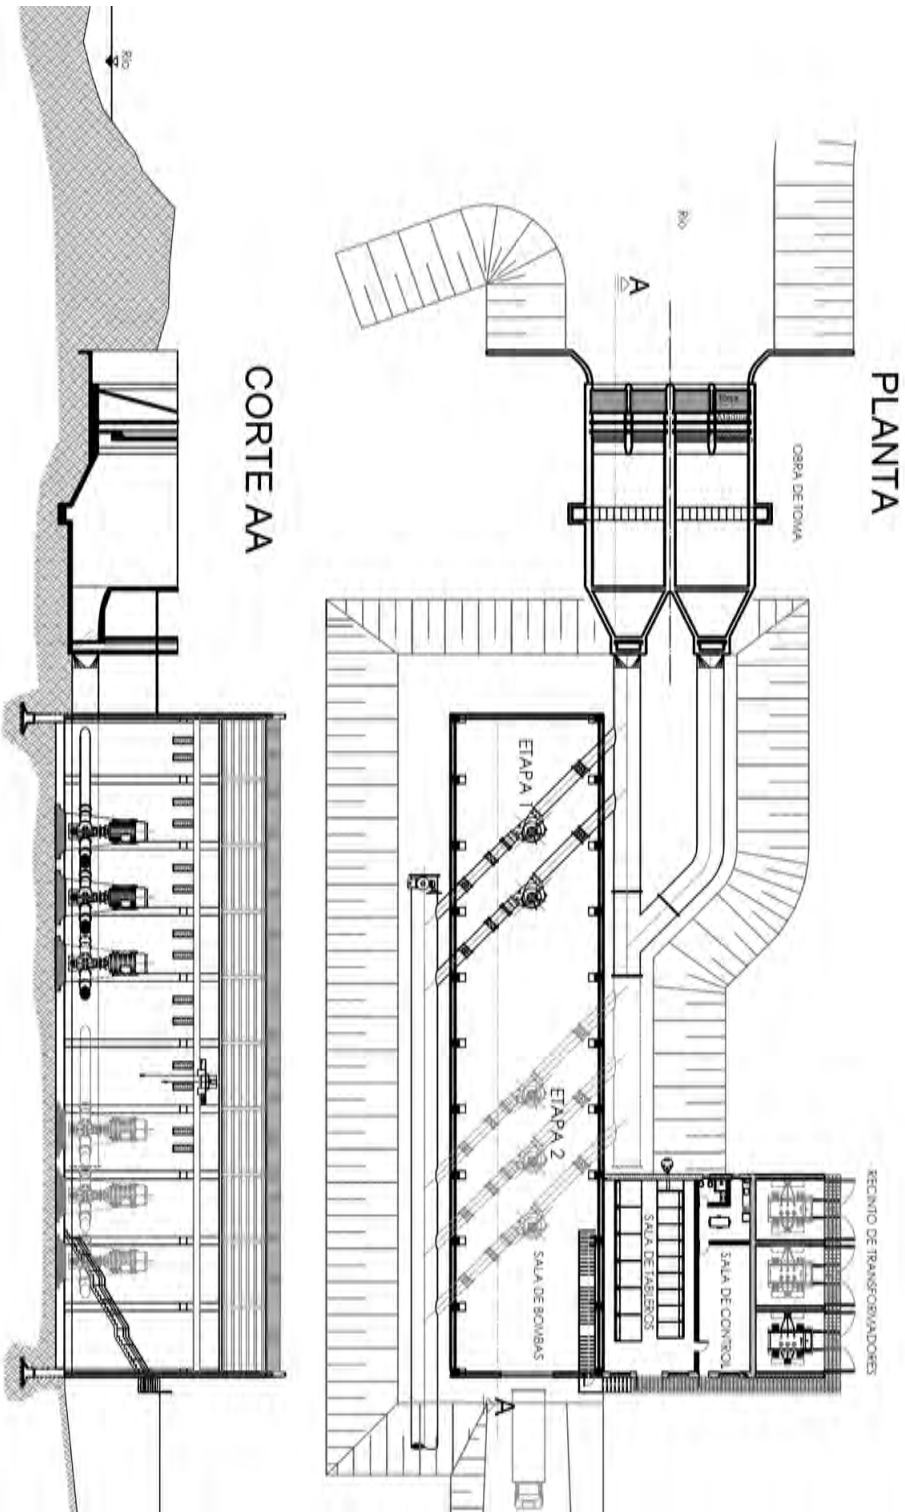 PLANTA
Río
A
OBRA DE TOMA
ETAPA 1
ETAPA 2
SALA DE BOMBAS
SALA DE TABLEROS
SALA DE CONTROL
RECINTO DE TRANSFORMADORES
A
CORTE AA
Río